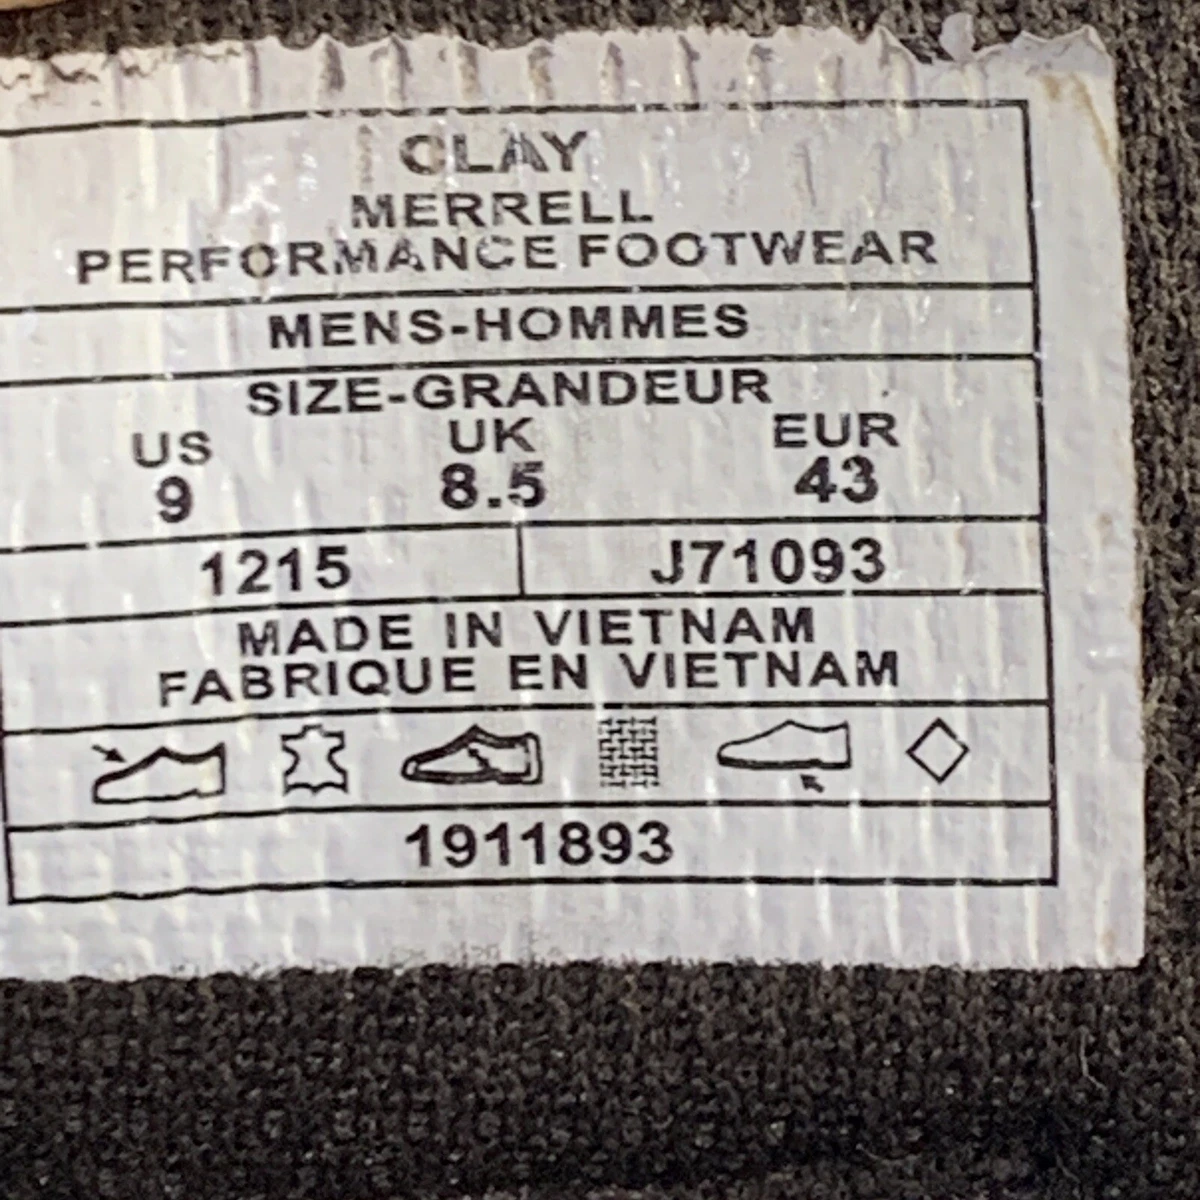 CLAY
MERRELL
PERFORMANCE FOOTWEAR
MENS-HOMMES
SIZE-GRANDEUR
US UK EUR
9 8.5 43
1215 J71093
MADE IN VIETNAM
FABRIQUE EN VIETNAM
1911893